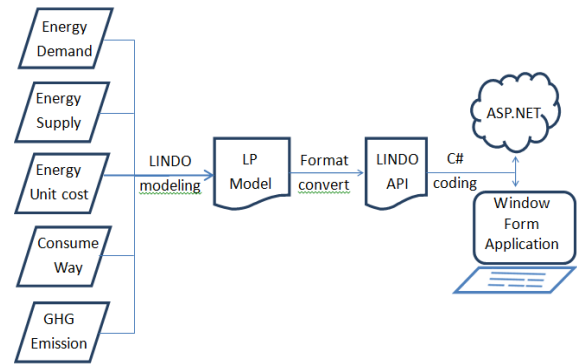 Energy
Demand
Energy
Supply
Energy
Unit cost
Consume
Way
GHG
Emission
LINDO
modeling
LP
Model
Format
convert
LINDO
API
C#
coding
ASP.NET
Window
Form
Application